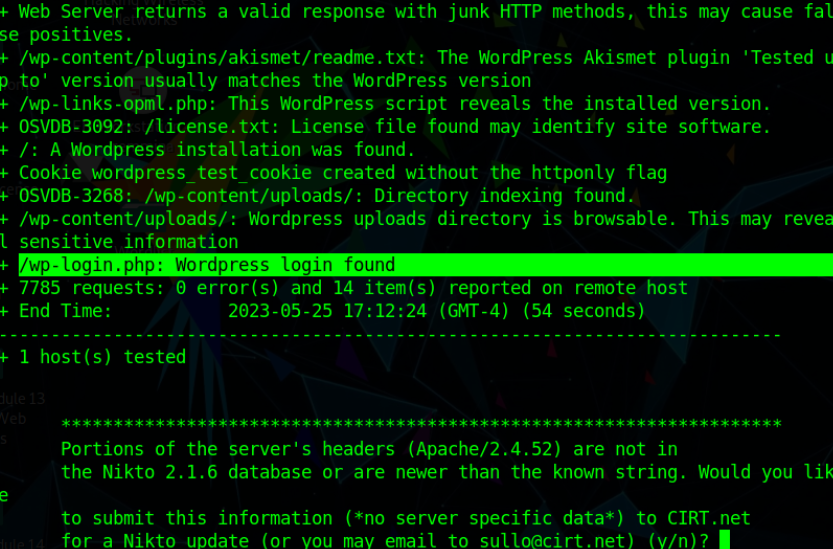 + Web Server returns a valid response with junk HTTP methods, this may cause fal
se positives.
+ /wp-content/plugins/akismet/readme.txt: The WordPress Akismet plugin 'Tested u
p to' version usually matches the WordPress version
+ /wp-links-opml.php: This WordPress script reveals the installed version.
+ OSVDB-3092: /license.txt: License file found may identify site software.
+ /: A Wordpress installation was found.
+ Cookie wordpress_test_cookie created without the httponly flag
+ OSVDB-3268: /wp-content/uploads/: Directory indexing found.
+ /wp-content/uploads/: Wordpress uploads directory is browsable. This may revea
l sensitive information
+ /wp-login.php: Wordpress login found
+ 7785 requests: 0 error(s) and 14 item(s) reported on remote host
+ End Time:           2023-05-25 17:12:24 (GMT-4) (54 seconds)
---------------------------------------------------------------------------
+ 1 host(s) tested
*********************************************************************
Portions of the server's headers (Apache/2.4.52) are not in
the Nikto 2.1.6 database or are newer than the known string. Would you lik
e
to submit this information (*no server specific data*) to CIRT.net
for a Nikto update (or you may email to sullo@cirt.net) (y/n)?
dule 13
Web
s
dule 14